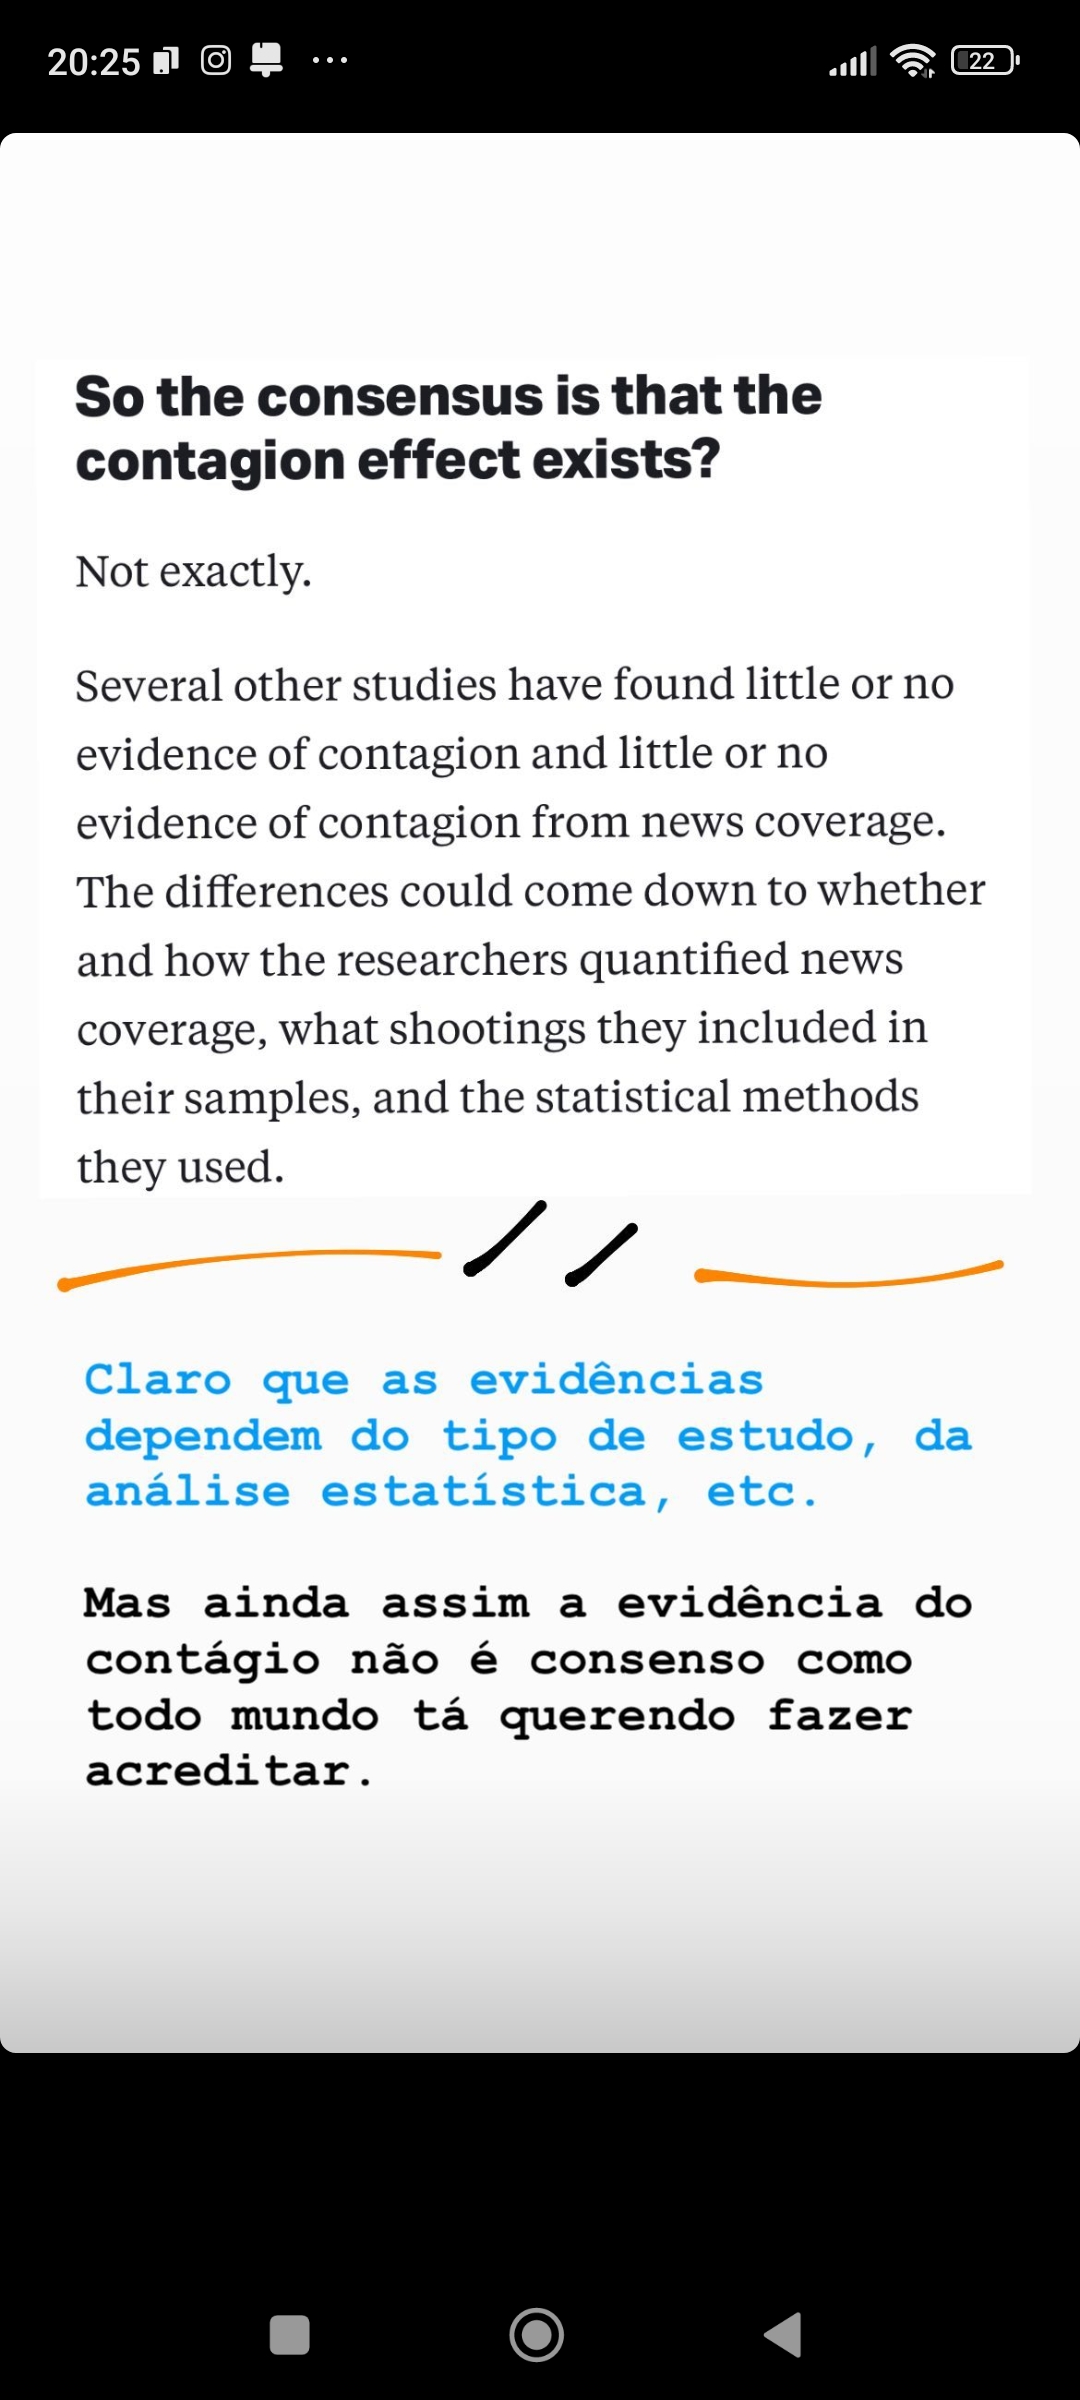 20:25
22
So the consensus is that the
contagion effect exists?
Not exactly.
Several other studies have found little or no
evidence of contagion and little or no
evidence of contagion from news coverage.
The differences could come down to whether
and how the researchers quantified news
coverage, what shootings they included in
their samples, and the statistical methods
they used.
Claro que as evidências
dependem do tipo de estudo, da
análise estatística, etc.
Mas ainda assim a evidência do
contágio não é consenso como
todo mundo tá querendo fazer
acreditar.